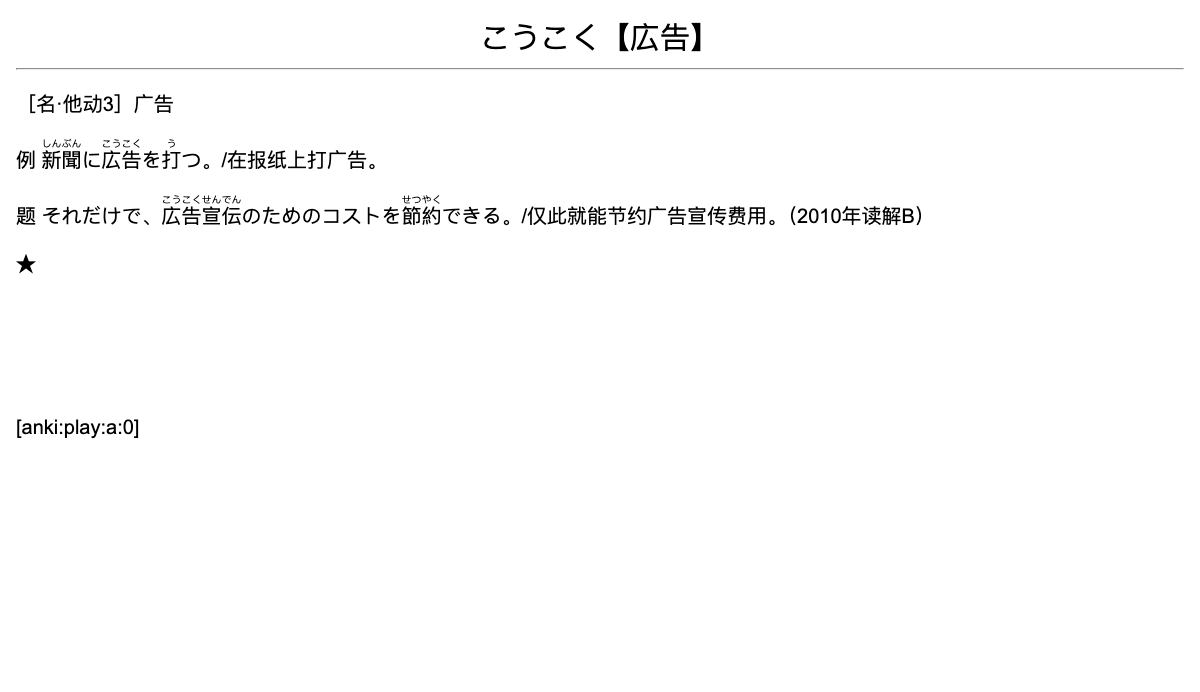 こうこく【広告】
［名·他动3］广告
例 新聞に広告を打つ。/在报纸上打广告。
しんぶん こうこく う
题 それだけで、広告宣伝のためのコストを節約できる。/仅此就能节约广告宣传费用。（2010年读解B）
こうこくせんでん せつやく
★
[anki:play:a:0]